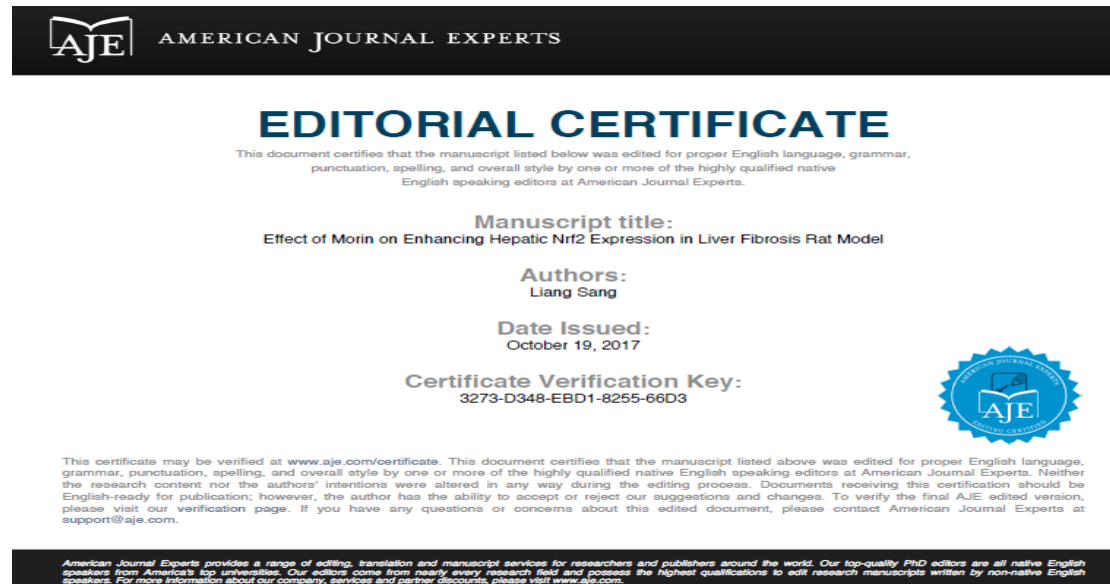 AJE AMERICAN JOURNAL EXPERTS
EDITORIAL CERTIFICATE
This document certifies that the manuscript listed below was edited for proper English language, grammar,
punctuation, spelling, and overall style by one or more of the highly qualified native
English speaking editors at American Journal Experts.
Manuscript title:
Effect of Morin on Enhancing Hepatic Nrf2 Expression in Liver Fibrosis Rat Model
Authors:
Liang Sang
Date Issued:
October 19, 2017
Certificate Verification Key:
3273-D348-EBD1-8255-66D3
AMERICAN JOURNAL EXPERTS
AJE
EDITING CERTIFIED
This certificate may be verified at www.aje.com/certificate. This document certifies that the manuscript listed above was edited for proper English language,
grammar, punctuation, spelling, and overall style by one or more of the highly qualified native English speaking editors at American Journal Experts. Neither
the research content nor the authors' intentions were altered in any way during the editing process. Documents receiving this certification should be
English-ready for publication; however, the author has the ability to accept or reject our suggestions and changes. To verify the final AJE edited version,
please visit our verification page. If you have any questions or concerns about this edited document, please contact American Journal Experts at
support@aje.com.
American Journal Experts provides a range of editing, translation and manuscript services for researchers and publishers around the world. Our top-quality PhD editors are all native English
speakers from America's top universities. Our editors come from nearly every research field and possess the highest qualifications to edit research manuscripts written by non-native English
speakers. For more information about our company, services and partner discounts, please visit www.aje.com.